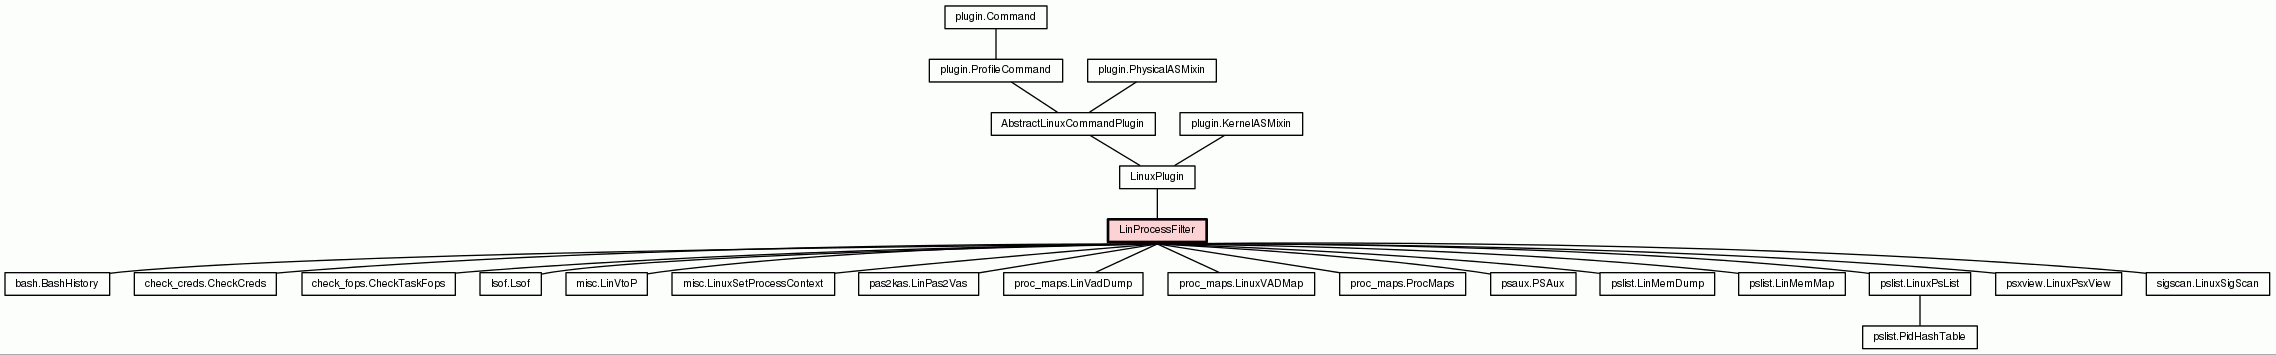 plugin.Command
plugin.ProfileCommand
plugin.PhysicalASMixin
AbstractLinuxCommandPlugin
plugin.KernelASMixin
LinuxPlugin
LinProcessFilter
bash.BashHistory
check_creds.CheckCreds
check_fops.CheckTaskFops
lsof.Lsof
misc.LinVtoP
misc.LinuxSetProcessContext
pas2kas.LinPas2Vas
proc_maps.LinVadDump
proc_maps.LinuxVADMap
proc_maps.ProcMaps
psaux.PSAux
pslist.LinMemDump
pslist.LinMemMap
pslist.LinuxPsList
psxview.LinuxPsxView
sigscan.LinuxSigScan
pslist.PidHashTable